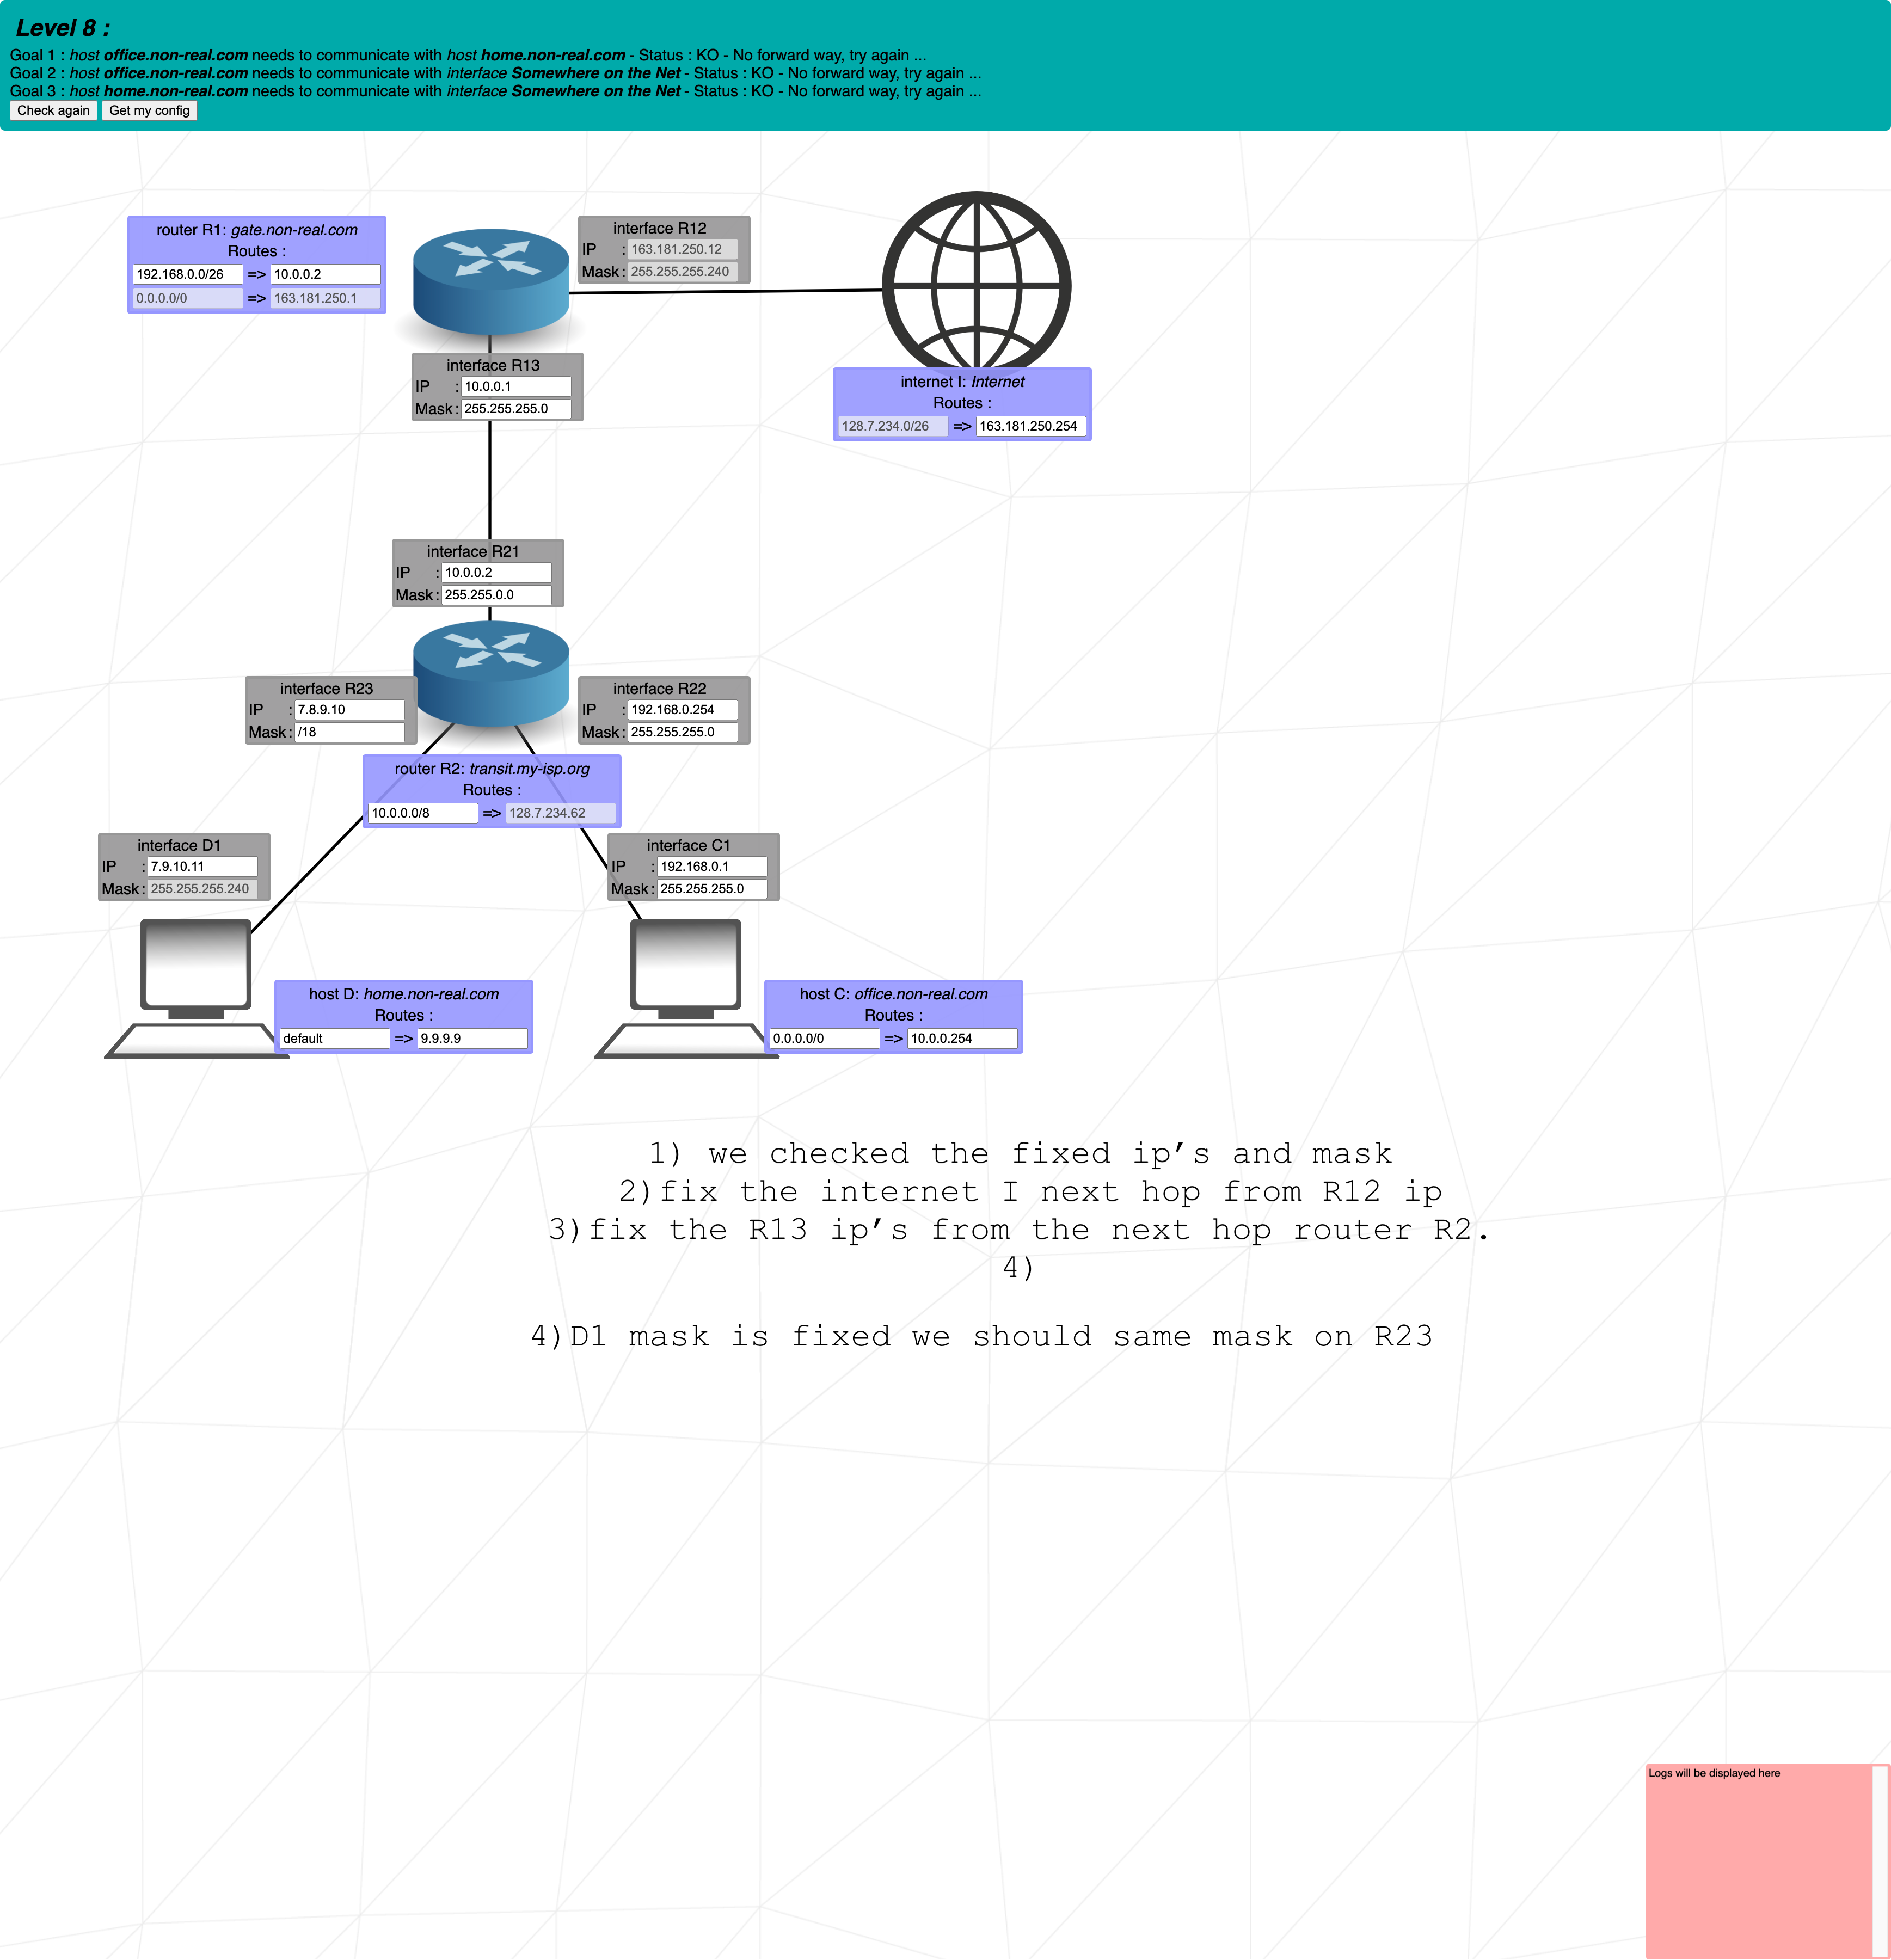 Level 8 :
Goal 1 : host office.non-real.com needs to communicate with host home.non-real.com - Status : KO - No forward way, try again ...
Goal 2 : host office.non-real.com needs to communicate with interface Somewhere on the Net - Status : KO - No forward way, try again ...
Goal 3 : host home.non-real.com needs to communicate with interface Somewhere on the Net - Status : KO - No forward way, try again ...
Check again Get my config
router R1: gate.non-real.com
Routes :
192.168.0.0/26 => 10.0.0.2
0.0.0.0/0 => 163.181.250.1
interface R12
IP : 163.181.250.12
Mask : 255.255.255.240
interface R13
IP : 10.0.0.1
Mask : 255.255.255.0
internet I: Internet
Routes :
128.7.234.0/26 => 163.181.250.254
interface R21
IP : 10.0.0.2
Mask : 255.255.0.0
interface R23
IP : 7.8.9.10
Mask : /18
interface R22
IP : 192.168.0.254
Mask : 255.255.255.0
router R2: transit.my-isp.org
Routes :
10.0.0.0/8 => 128.7.234.62
interface D1
IP : 7.9.10.11
Mask : 255.255.255.240
interface C1
IP : 192.168.0.1
Mask : 255.255.255.0
host D: home.non-real.com
Routes :
default => 9.9.9.9
host C: office.non-real.com
Routes :
0.0.0.0/0 => 10.0.0.254
1) we checked the fixed ip’s and mask
2)fix the internet I next hop from R12 ip
3)fix the R13 ip’s from the next hop router R2.
4)
4)D1 mask is fixed we should same mask on R23
Logs will be displayed here